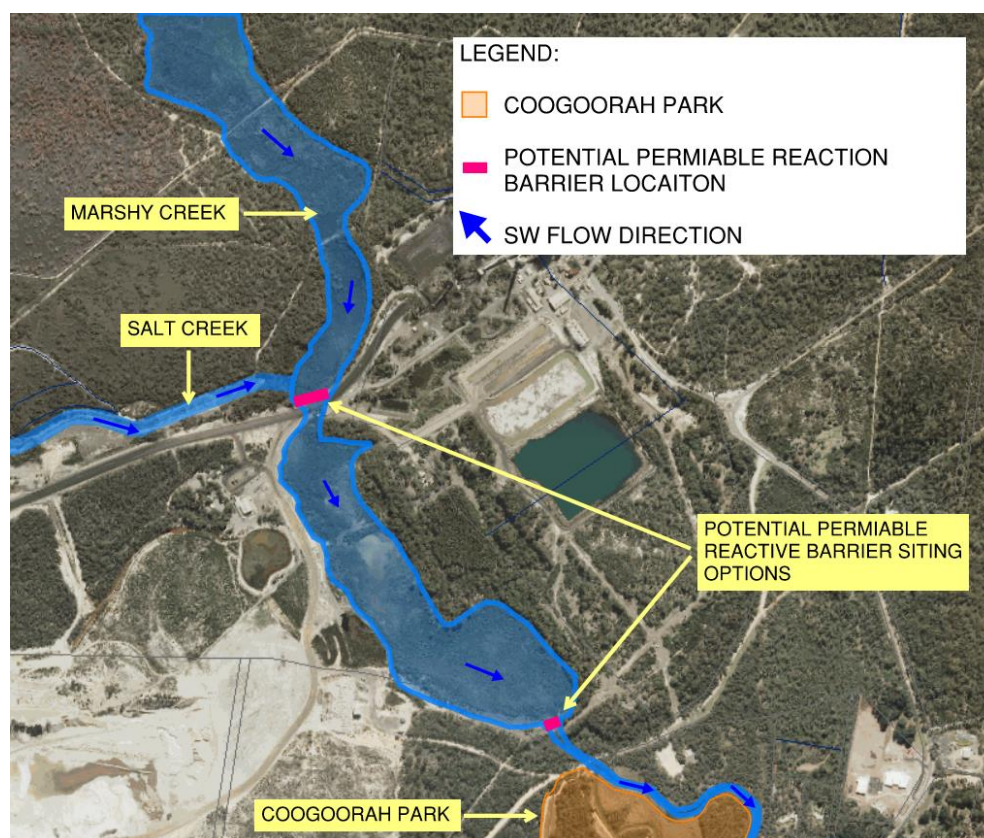 LEGEND:
COOGOORAH PARK
POTENTIAL PERMIABLE REACTION
BARRIER LOCAITON
SW FLOW DIRECTION
MARSHY CREEK
SALT CREEK
POTENTIAL PERMIABLE
REACTIVE BARRIER SITING
OPTIONS
COOGOORAH PARK